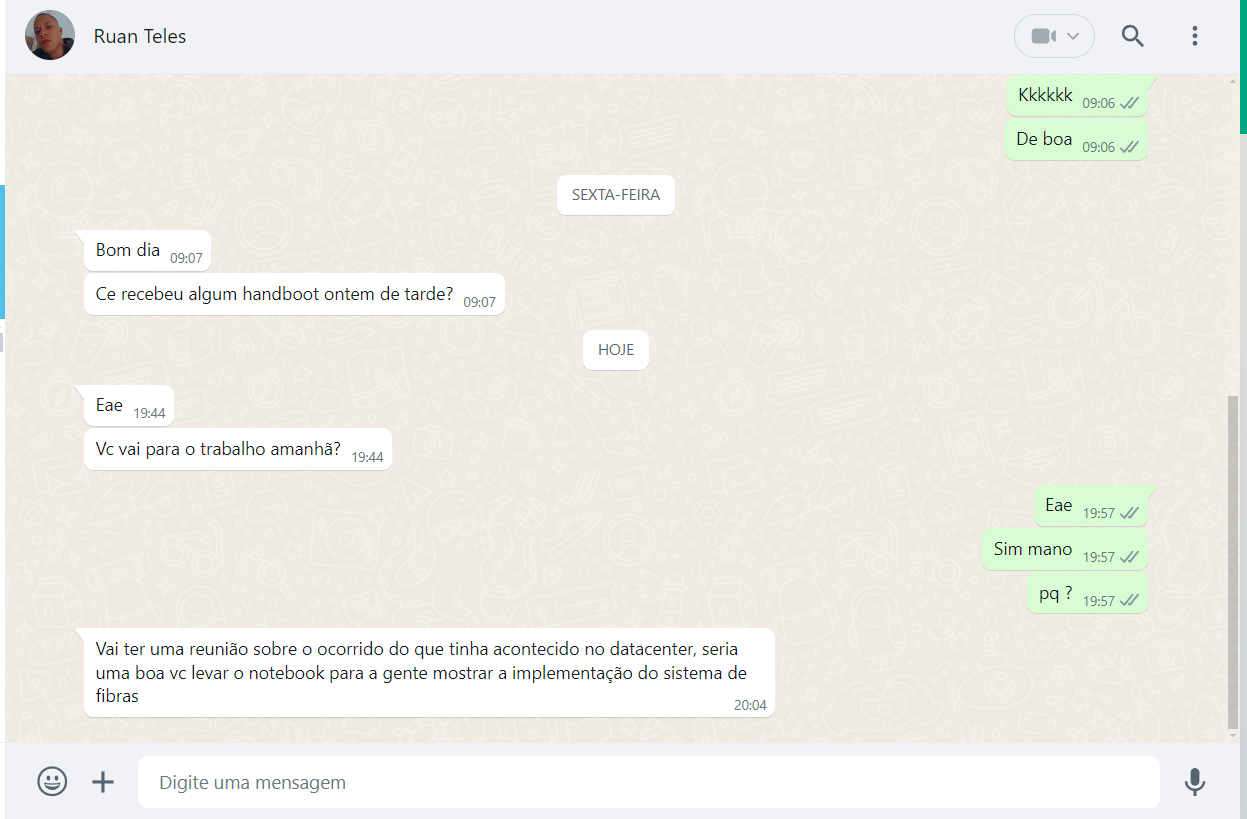 Ruan Teles
Kkkkkk 09:06
De boa 09:06
SEXTA-FEIRA
Bom dia 09:07
Ce recebeu algum handboot ontem de tarde? 09:07
HOJE
Eae 19:44
Vc vai para o trabalho amanhã? 19:44
Eae 19:57
Sim mano 19:57
pq ? 19:57
Vai ter uma reunião sobre o ocorrido do que tinha acontecido no datacenter, seria
uma boa vc levar o notebook para a gente mostrar a implementação do sistema de
fibras
20:04
Digite uma mensagem